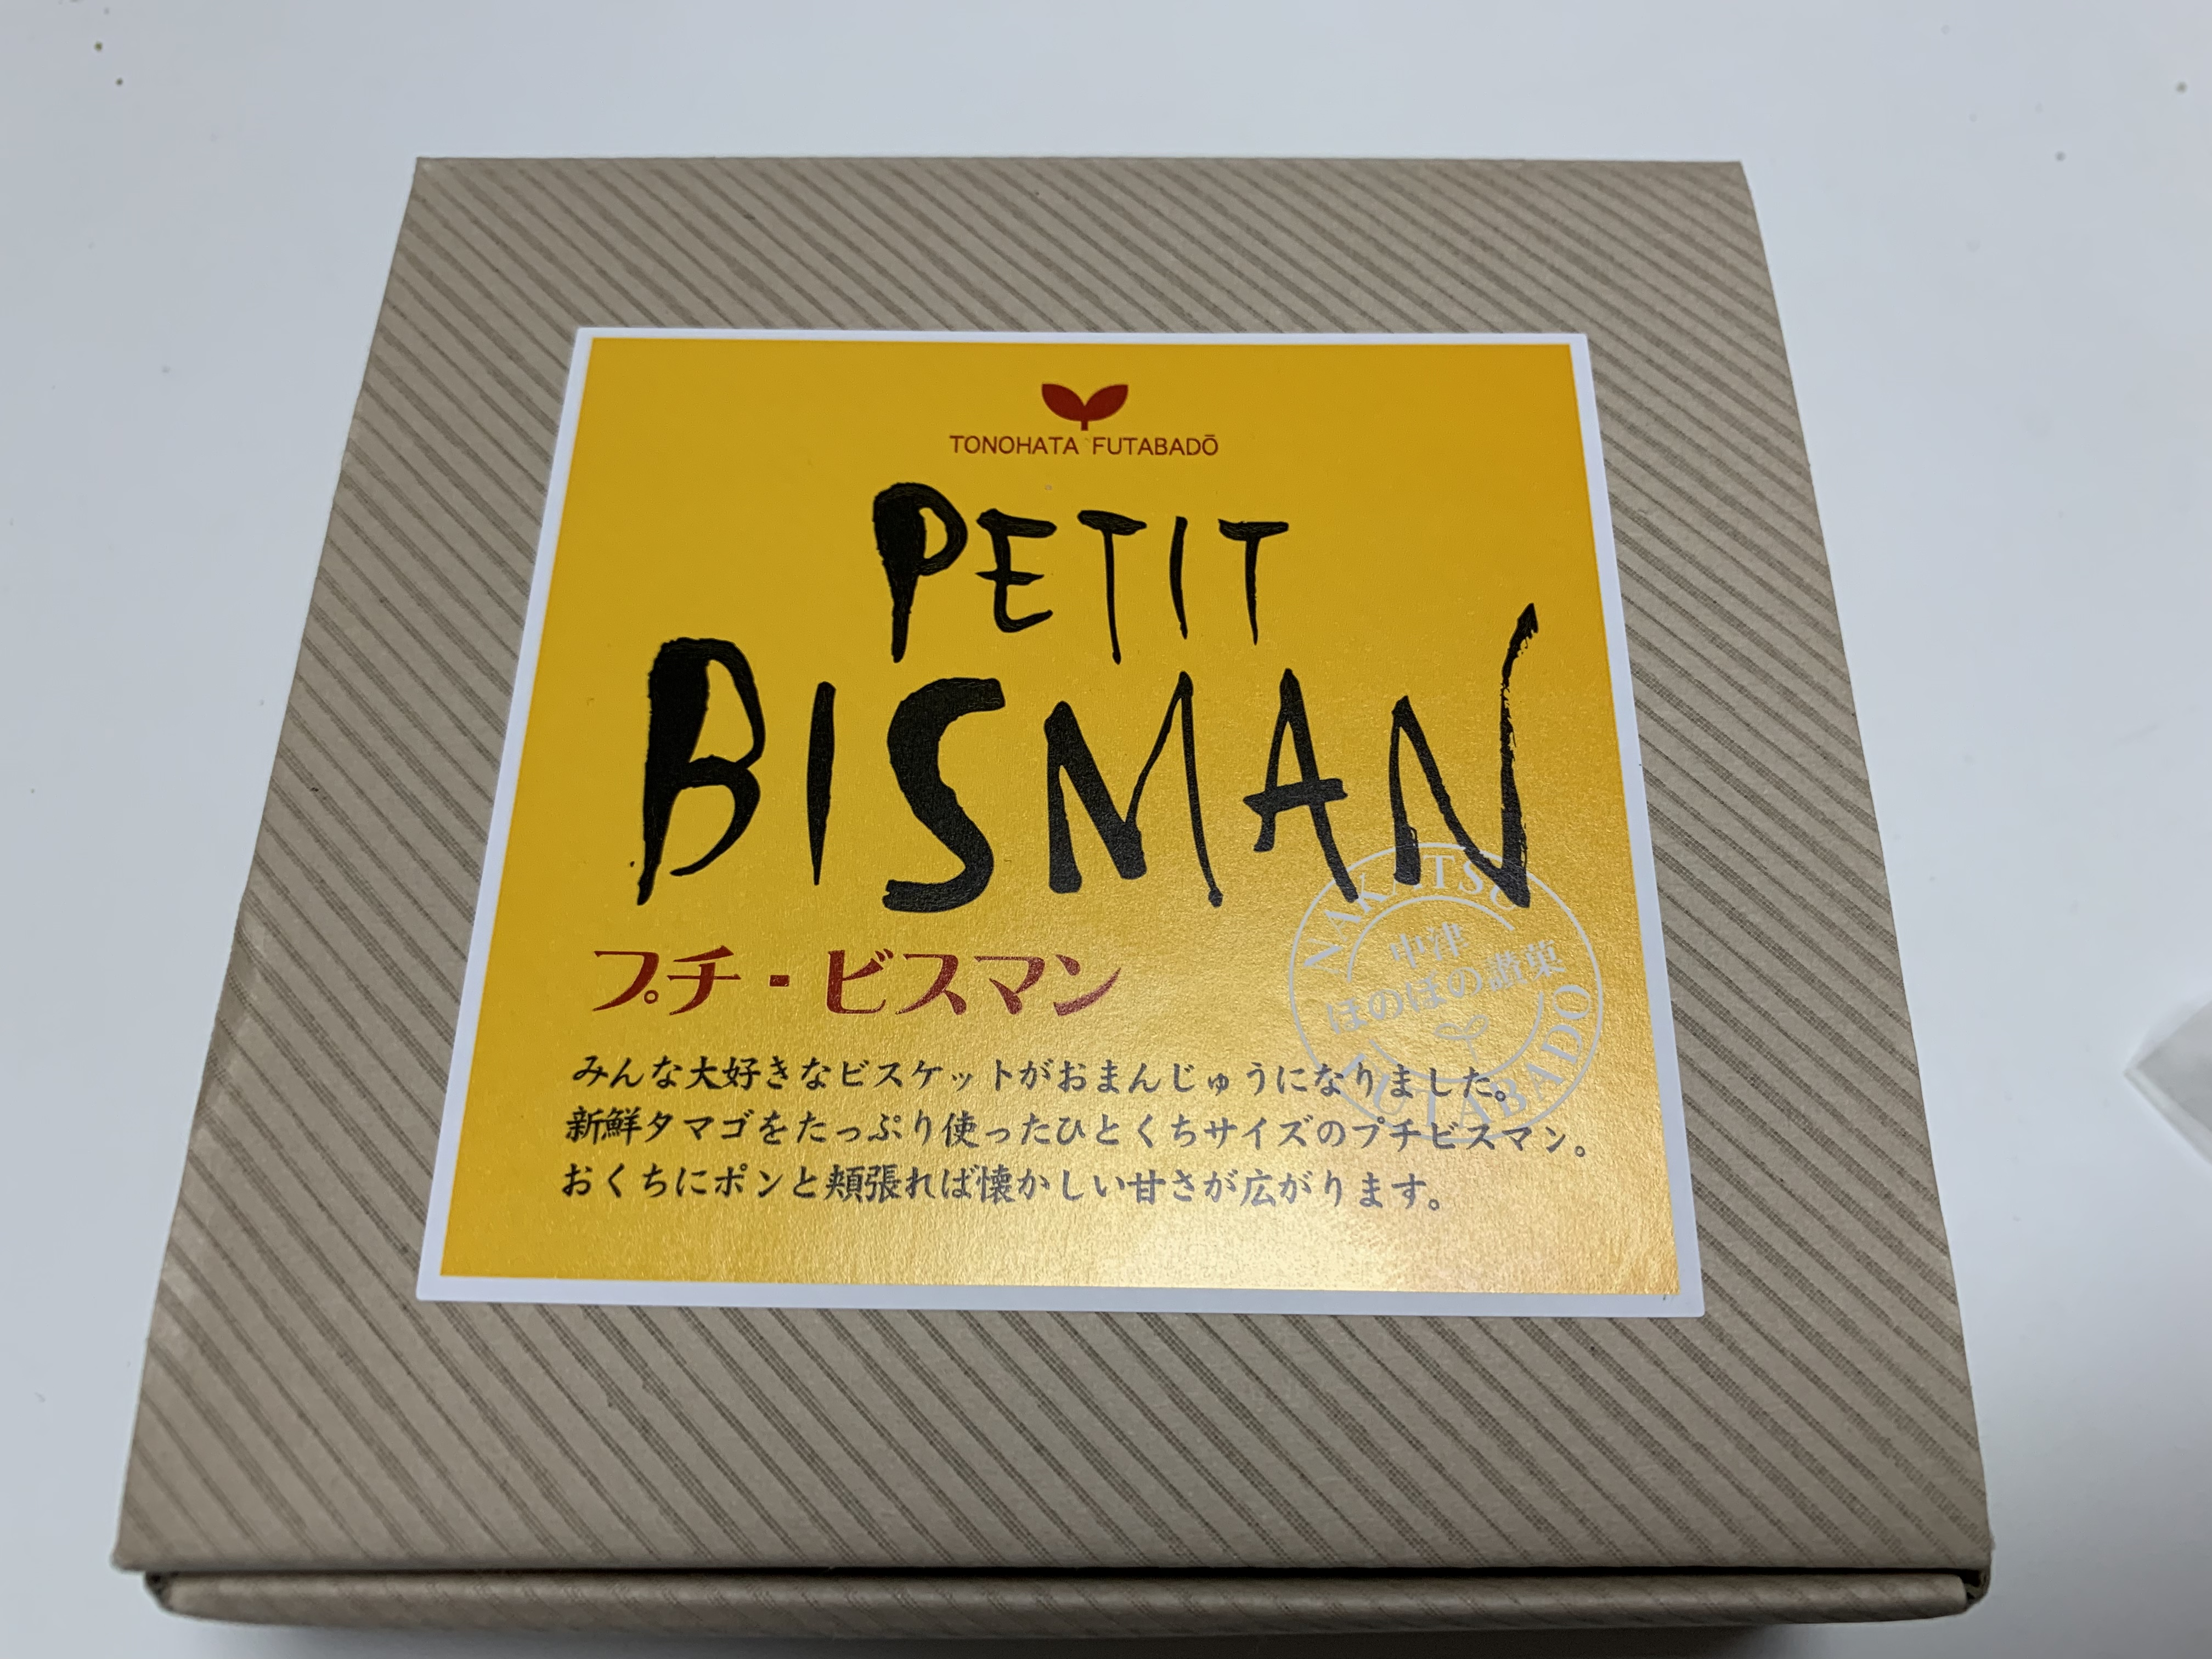 TONOHATA FUTABADŌ
PETIT
BISMAN
プチ・ビスマン
NAKATSU
中津
ほのぼの讃菓
FUTABADO
みんな大好きなビスケットがおまんじゅうになりました。
新鮮タマゴをたっぷり使ったひとくちサイズのプチビスマン。
おくちにポンと頬張れば懐かしい甘さが広がります。